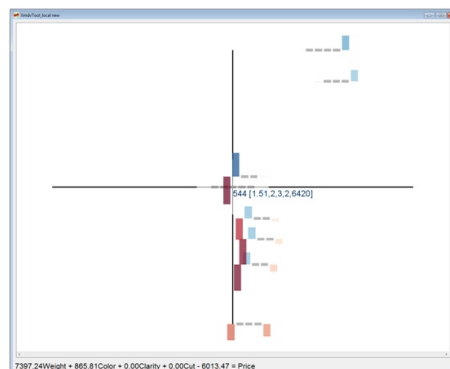 XmdvTool_local new
544 [1.51,2,3,2,6420]
7397.24Weight + 865.81Color + 0.00Clarity + 0.00Cut - 6013.47 = Price